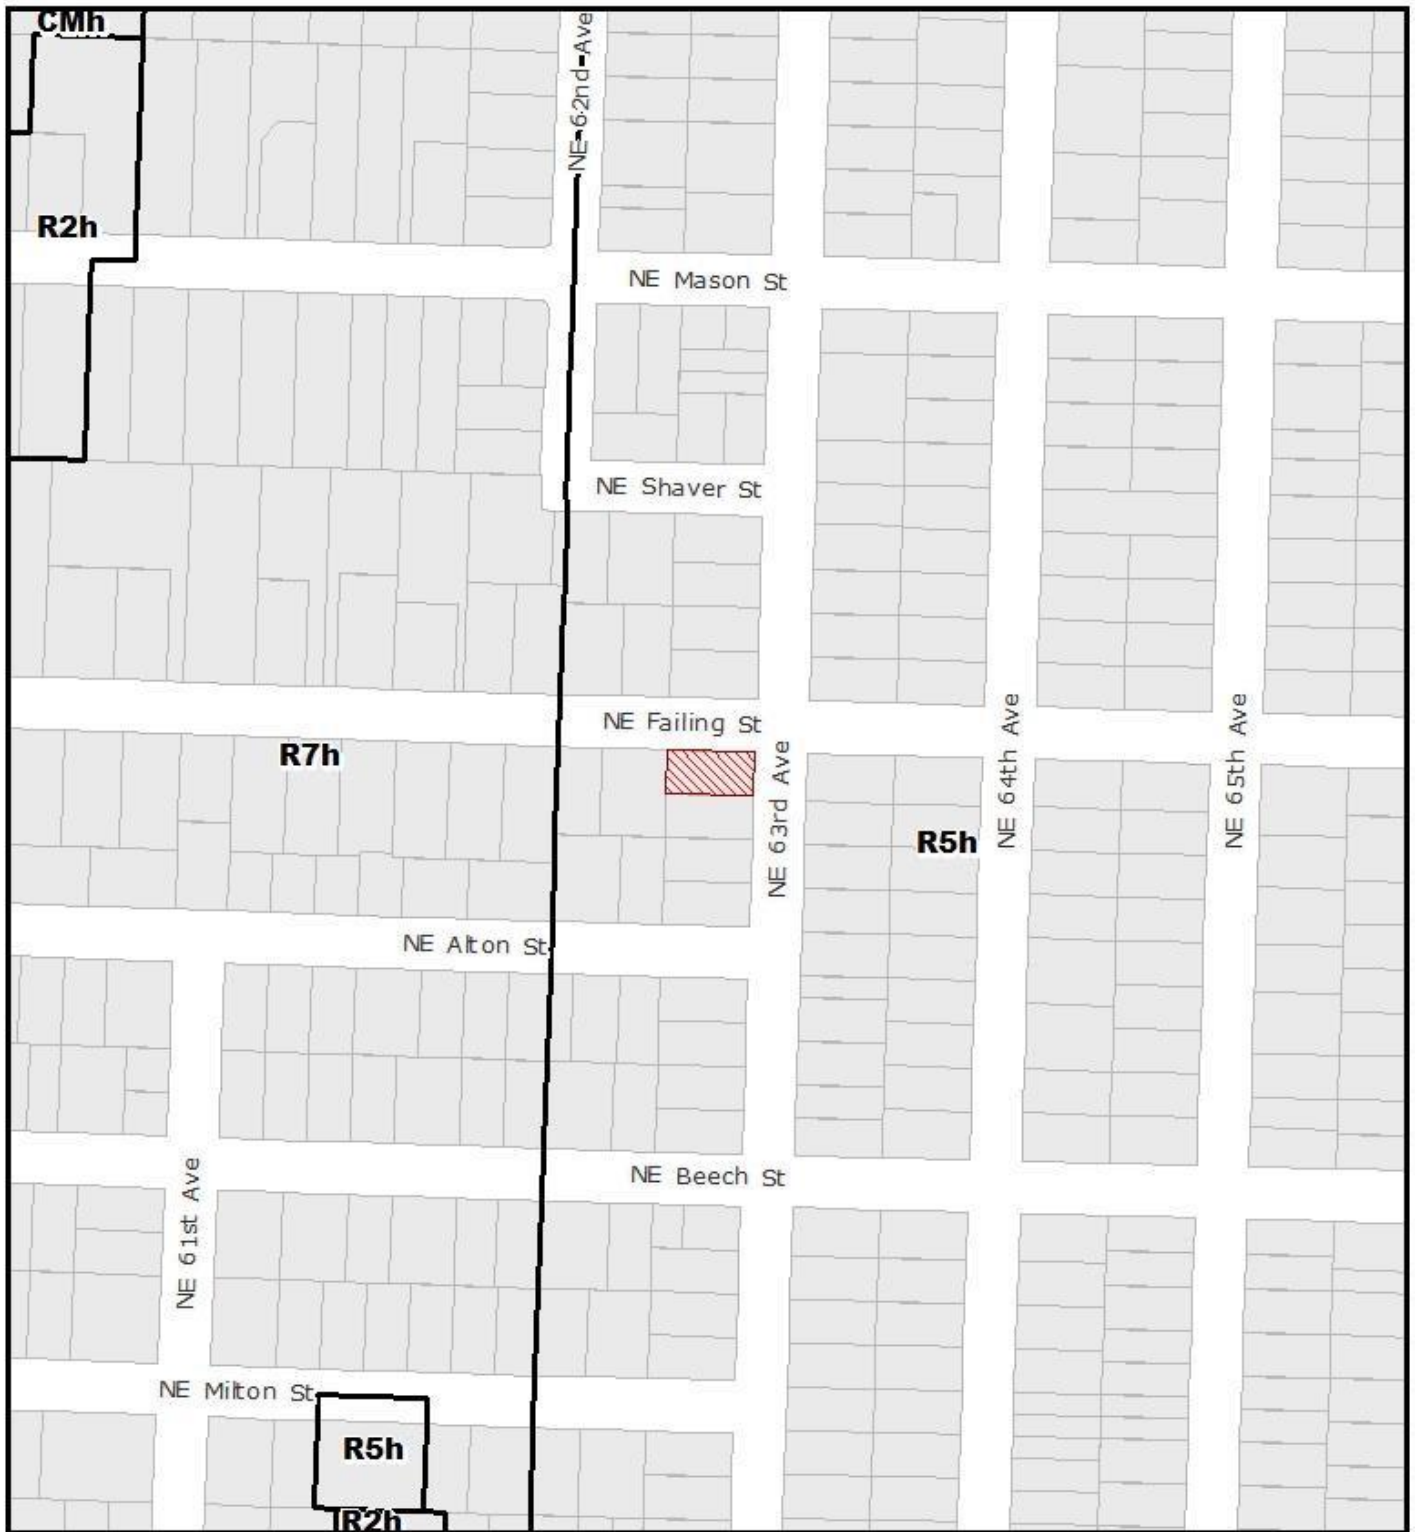 CMh
NE 62nd Ave
R2h
NE Mason St
NE Shaver St
NE Failing St
R7h
NE 63rd Ave
R5h
NE 64th Ave
NE 65th Ave
NE Alton St
NE Beech St
NE 61st Ave
NE Milton St
R5h
R2h